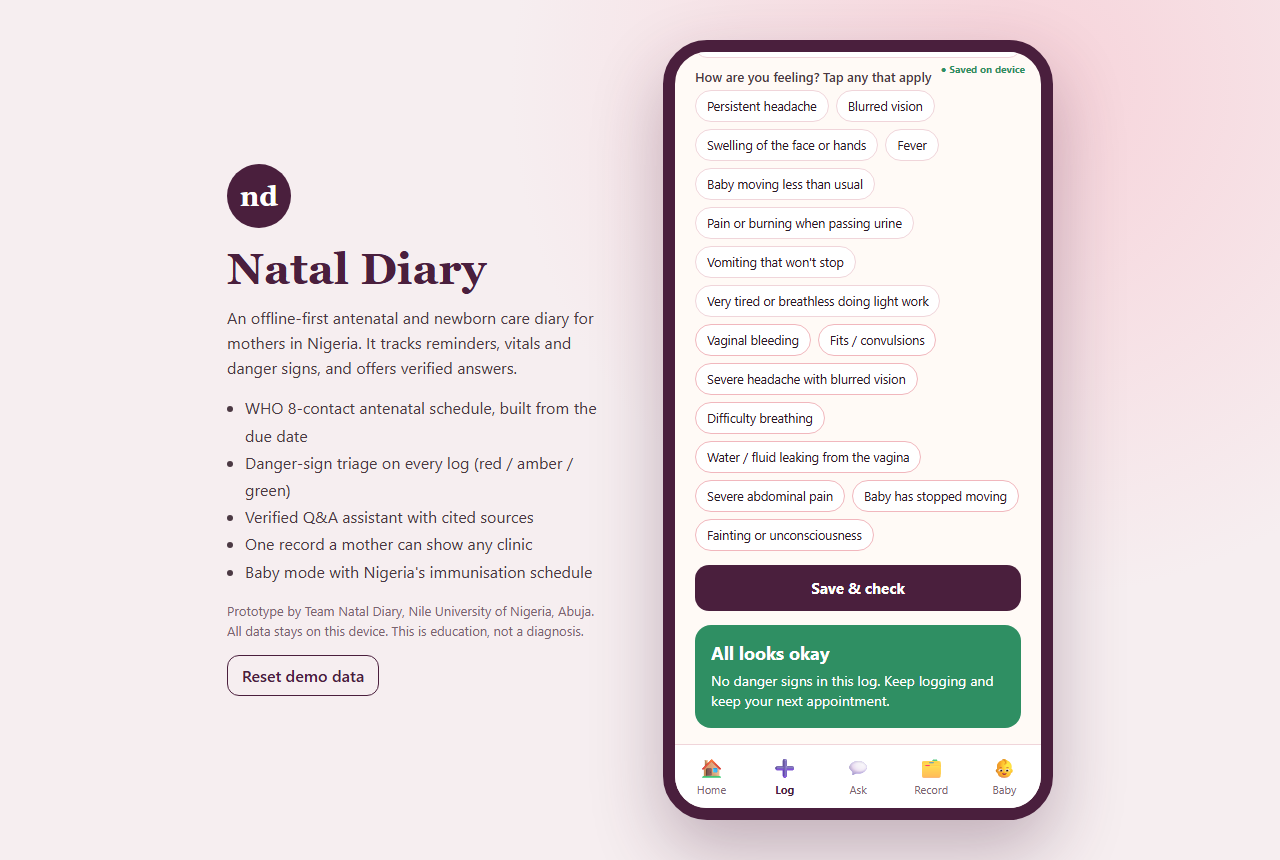 nd
Natal Diary
An offline-first antenatal and newborn care diary for
mothers in Nigeria. It tracks reminders, vitals and
danger signs, and offers verified answers.
WHO 8-contact antenatal schedule, built from the
due date
Danger-sign triage on every log (red / amber /
green)
Verified Q&A assistant with cited sources
One record a mother can show any clinic
Baby mode with Nigeria's immunisation schedule
Prototype by Team Natal Diary, Nile University of Nigeria, Abuja.
All data stays on this device. This is education, not a diagnosis.
Reset demo data
● Saved on device
How are you feeling? Tap any that apply
Persistent headache Blurred vision
Swelling of the face or hands Fever
Baby moving less than usual
Pain or burning when passing urine
Vomiting that won't stop
Very tired or breathless doing light work
Vaginal bleeding Fits / convulsions
Severe headache with blurred vision
Difficulty breathing
Water / fluid leaking from the vagina
Severe abdominal pain Baby has stopped moving
Fainting or unconsciousness
Save & check
All looks okay
No danger signs in this log. Keep logging and
keep your next appointment.
Home Log Ask Record Baby